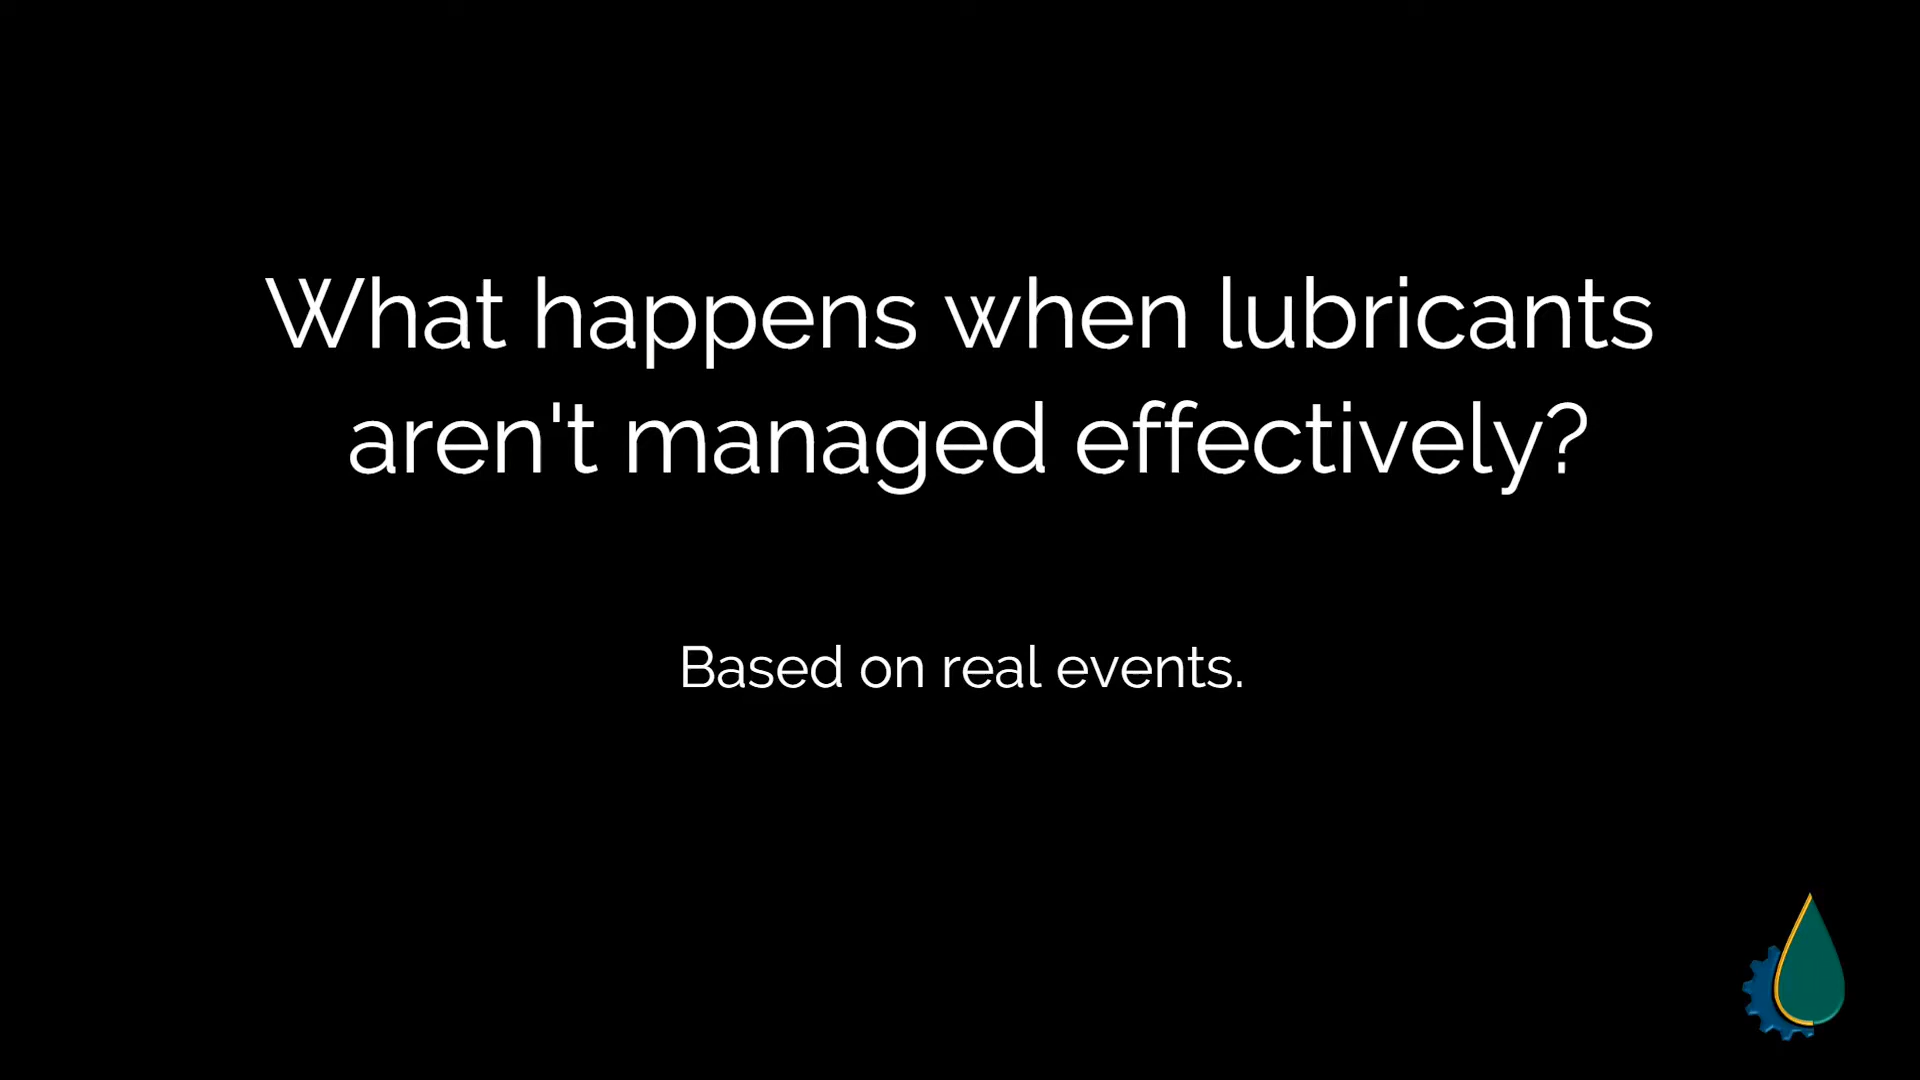 What happens when lubricants
aren't managed effectively?
Based on real events.